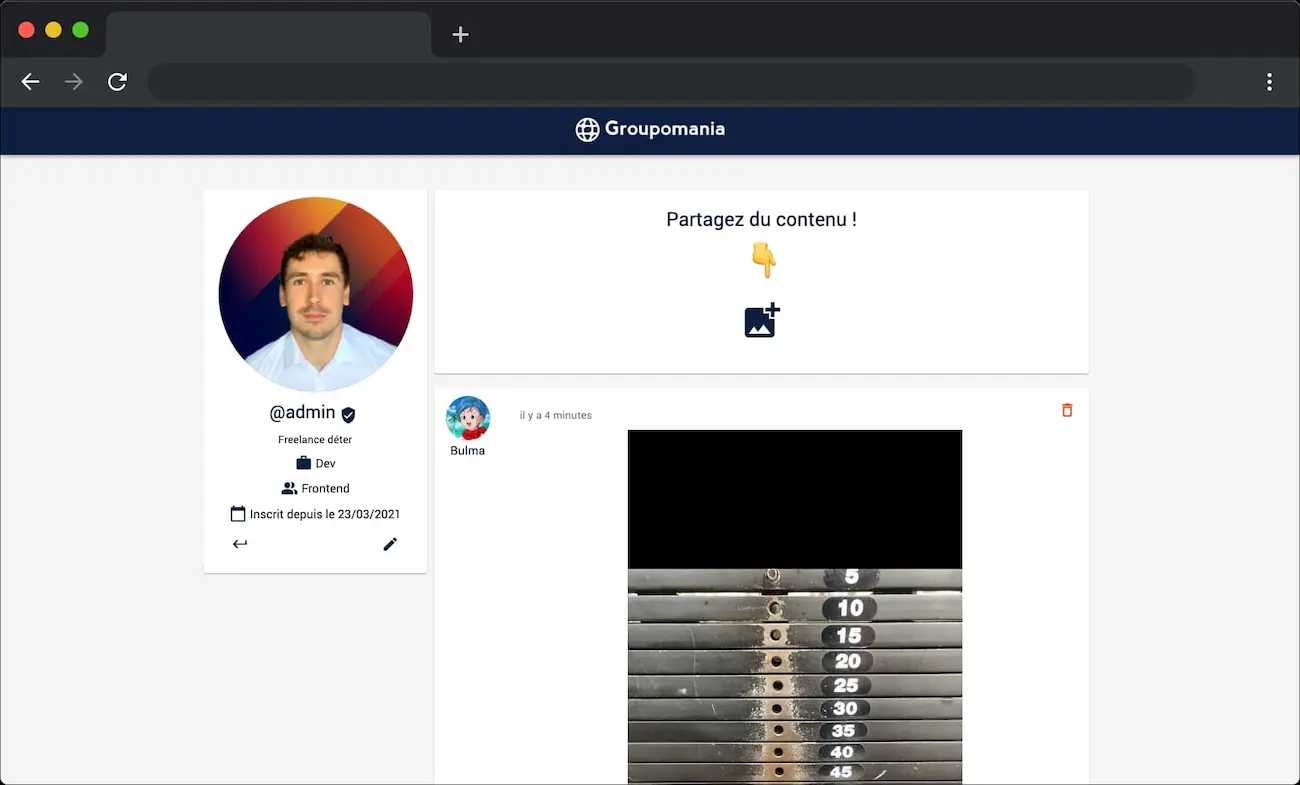 Groupomania
@admin
Freelance déter
Dev
Frontend
Inscrit depuis le 23/03/2021
Partagez du contenu !
il y a 4 minutes
Bulma
5
10
15
20
25
30
35
40
45